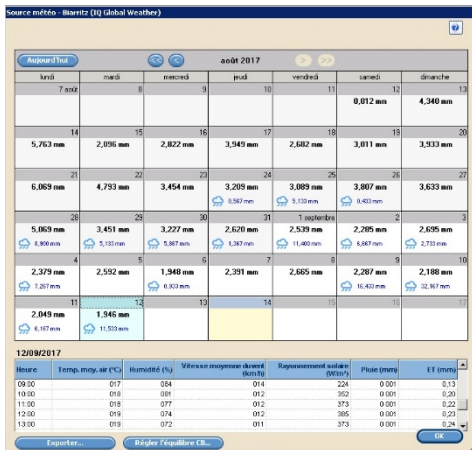 Source météo - Biarritz (IQ Global Weather)
Aujourd'hui août 2017
lundi mardi mercredi jeudi vendredi samedi dimanche
7 août 8 9 10 11 12 13
0,012 mm 4,340 mm
14 15 16 17 18 19 20
5,763 mm 2,096 mm 2,822 mm 3,949 mm 2,682 mm 3,011 mm 3,933 mm
21 22 23 24 25 26 27
6,069 mm 4,793 mm 3,454 mm 3,209 mm 3,089 mm 3,807 mm 3,633 mm
0,567 mm 5,133 mm 0,433 mm
28 29 30 31 1 septembre 2 3
5,069 mm 3,451 mm 3,227 mm 2,620 mm 2,539 mm 2,285 mm 2,695 mm
8,800 mm 5,133 mm 5,867 mm 1,367 mm 11,400 mm 6,667 mm 2,733 mm
4 5 6 7 8 9 10
2,379 mm 2,592 mm 1,948 mm 2,391 mm 2,665 mm 2,287 mm 2,188 mm
7,267 mm 0,933 mm 16,433 mm 32,167 mm
11 12 13 14 15 16 17
2,049 mm 1,946 mm
6,167 mm 11,533 mm
12/09/2017
Heure Temp. moy. air (°C) Humidité (%) Vitesse moyenne duvent (km/h) Rayonnement solaire (W/m²) Pluie (mm) ET (mm)
09:00 017 084 014 224 0 001 0,13
10:00 018 081 012 352 0 001 0,20
11:00 018 077 012 373 0 001 0,22
12:00 019 074 012 385 0 001 0,23
13:00 019 072 011 373 0 001 0,24
Exporter... Régler l'équilibre CB... OK